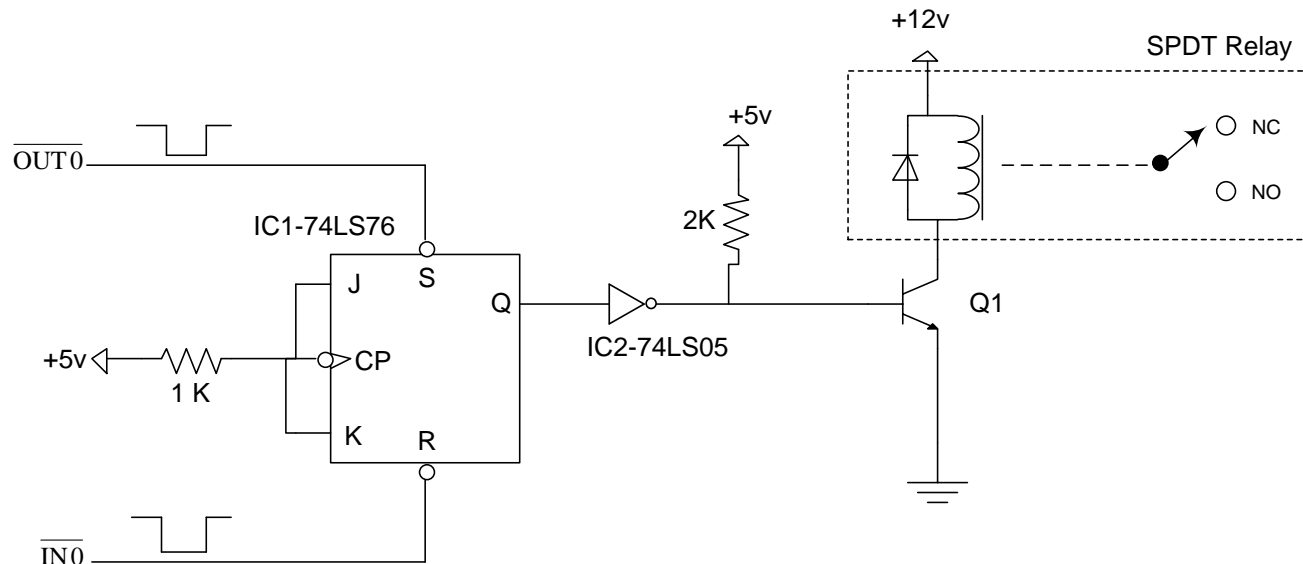 +12v
SPDT Relay
+5v
NC
OUT0
NO
2K
IC1-74LS76
S
J
Q
Q1
IC2-74LS05
+5v
CP
1 K
K
R
IN0